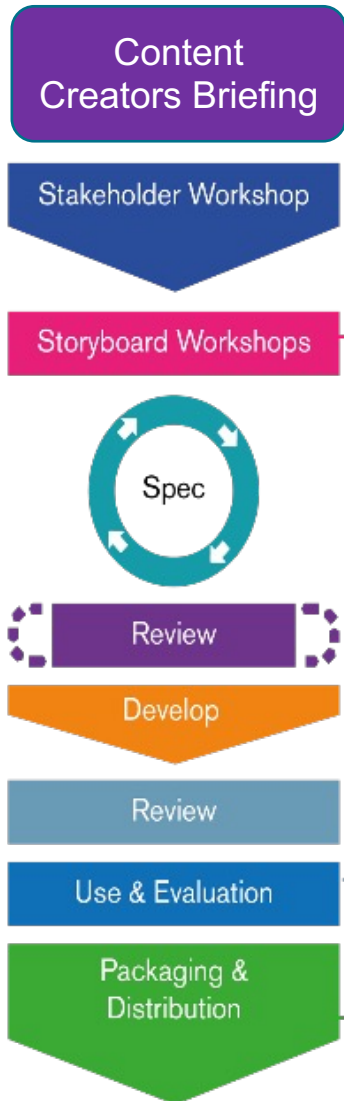 Content
Creators Briefing
Stakeholder Workshop
Storyboard Workshops
Spec
Review
Develop
Review
Use & Evaluation
Packaging &
Distribution